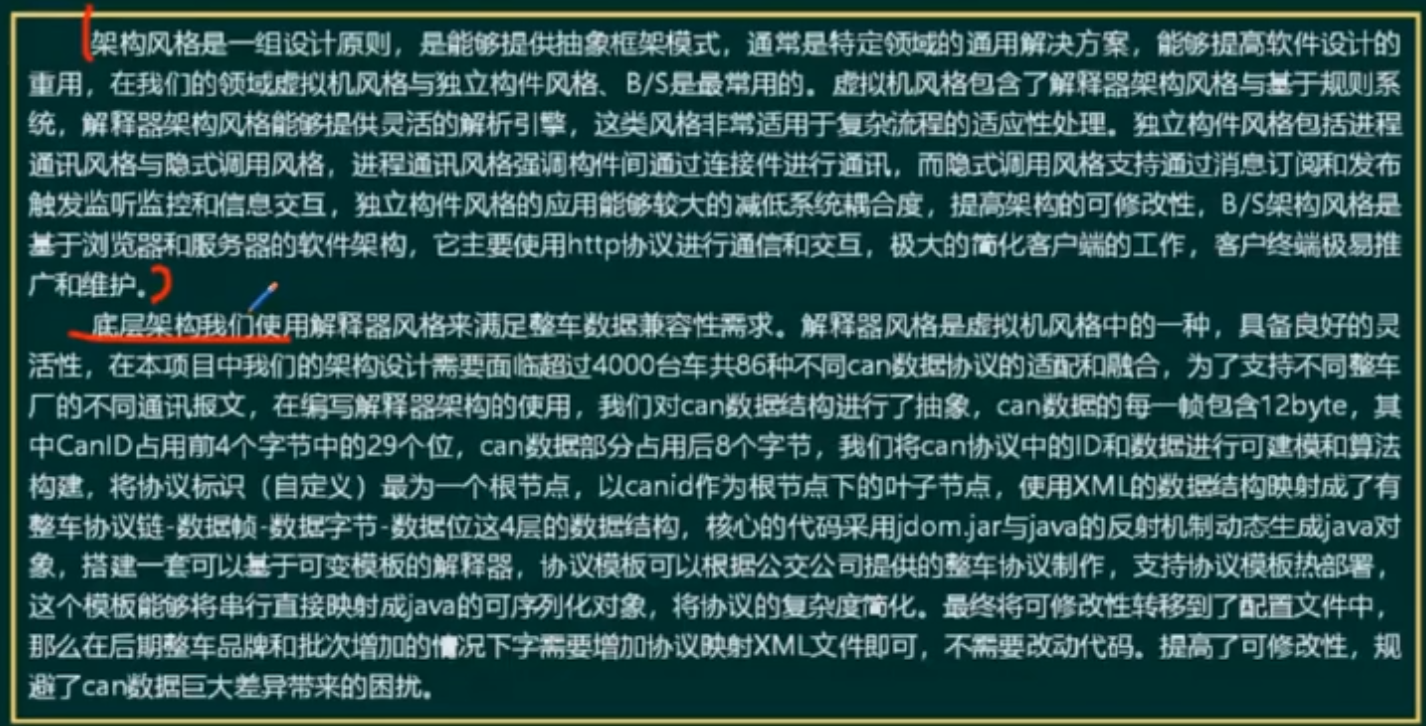 架构风格是一组设计原则，是能够提供抽象框架模式，通常是特定领域的通用解决方案，能够提高软件设计的
重用，在我们的领域虚拟机风格与独立构件风格、B/S是最常用的。虚拟机风格包含了解释器架构风格与基于规则系
统，解释器架构风格能够提供灵活的解析引擎，这类风格非常适用于复杂流程的适应性处理。独立构件风格包括进程
通讯风格与隐式调用风格，进程通讯风格强调构件间通过连接件进行通讯，而隐式调用风格支持通过消息订阅和发布
触发监听监控和信息交互，独立构件风格的应用能够较大的减低系统耦合度，提高架构的可修改性，B/S架构风格是
基于浏览器和服务器的软件架构，它主要使用http协议进行通信和交互，极大的简化客户端的工作，客户终端极易推
广和维护。
底层架构我们使用解释器风格来满足整车数据兼容性需求。解释器风格是虚拟机风格中的一种，具备良好的灵
活性，在本项目中我们的架构设计需要面临超过4000台车共86种不同can数据协议的适配和融合，为了支持不同整车
厂的不同通讯报文，在编写解释器架构的使用，我们对can数据结构进行了抽象，can数据的每一帧包含12byte，其
中CanID占用前4个字节中的29个位，can数据部分占用后8个字节，我们将can协议中的ID和数据进行可建模和算法
构建，将协议标识（自定义）最为一个根节点，以canid作为根节点下的叶子节点，使用XML的数据结构映射成了有
整车协议链-数据帧-数据字节-数据位这4层的数据结构，核心的代码采用jdom.jar与java的反射机制动态生成java对
象，搭建一套可以基于可变模板的解释器，协议模板可以根据公交公司提供的整车协议制作，支持协议模板热部署，
这个模板能够将串行直接映射成java的可序列化对象，将协议的复杂度简化。最终将可修改性转移到了配置文件中，
那么在后期整车品牌和批次增加的情况下字需要增加协议映射XML文件即可，不需要改动代码。提高了可修改性，规
避了can数据巨大差异带来的困扰。